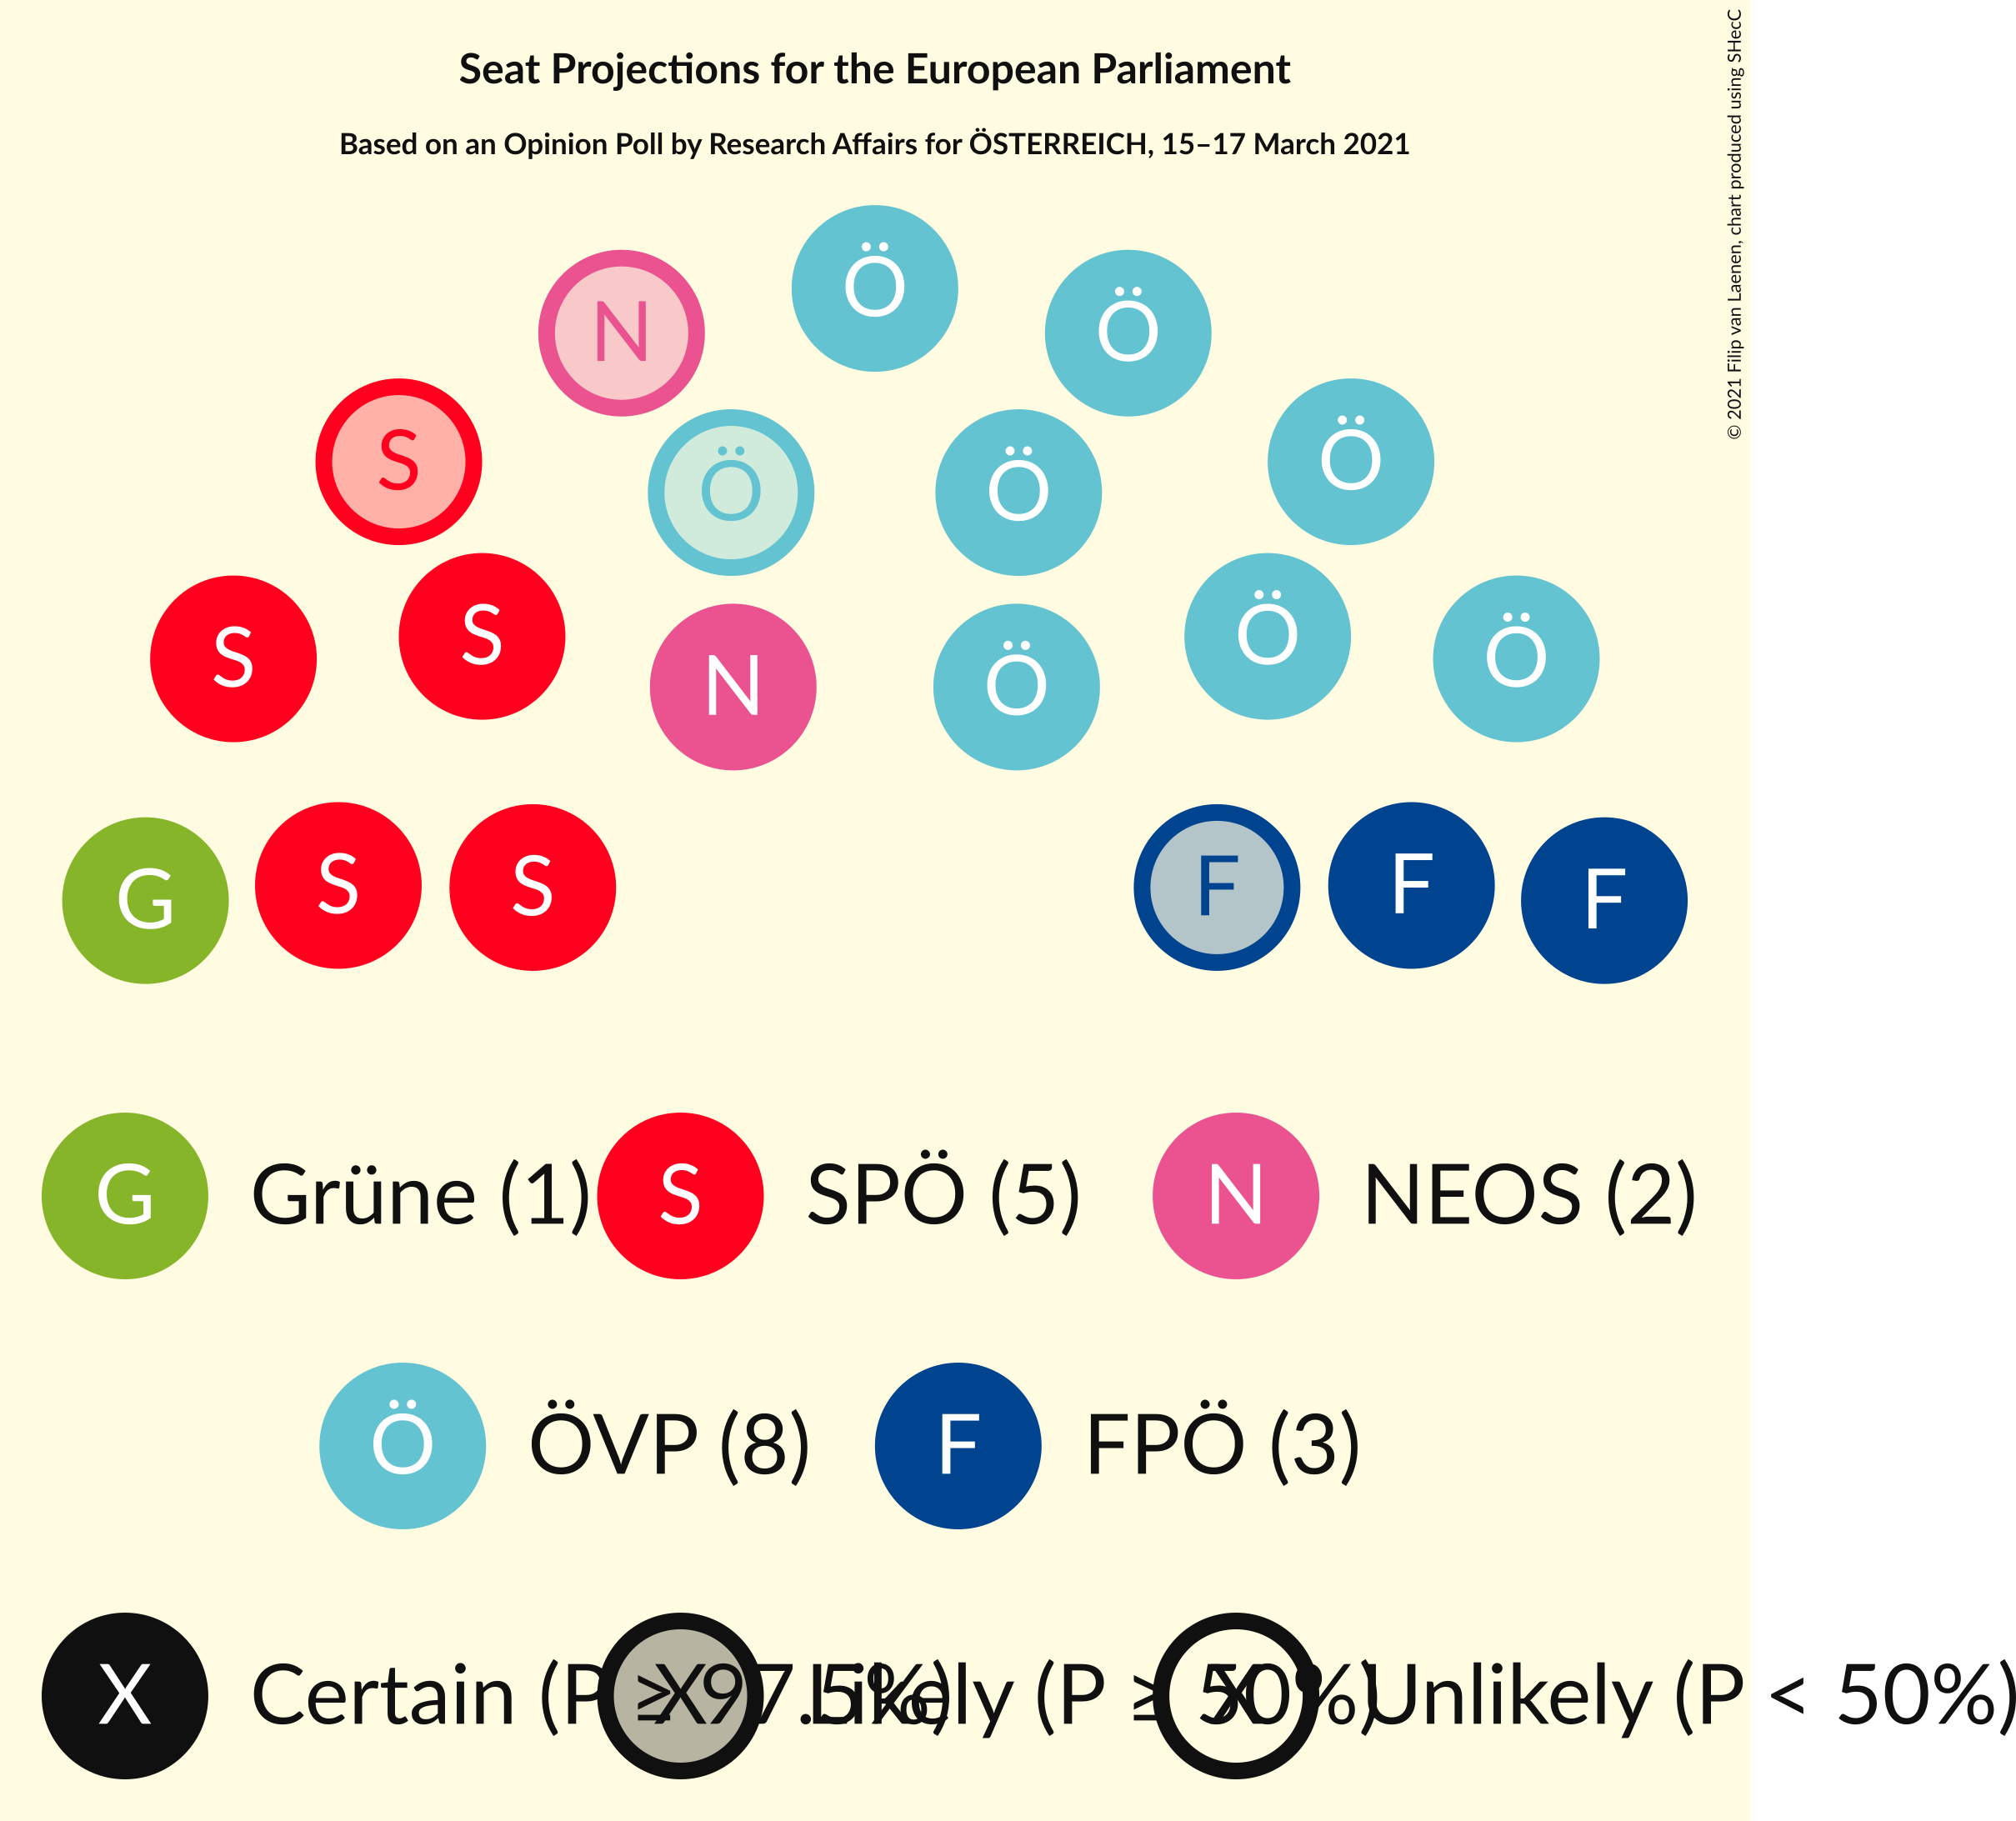 Seat Projections for the European Parliament
Based on an Opinion Poll by Research Affairs for ÖSTERREICH, 15–17 March 2021
© 2021 Filip van Laenen, chart produced using SHecC
Ö
N Ö
S Ö
Ö Ö
S S Ö Ö
N Ö
G S S F F F
G Grüne (1) S SPÖ (5) N NEOS (2)
Ö ÖVP (8) F FPÖ (3)
X Certain (P ≥ 97.5%) X Likely (P ≥ 50%) X Unlikely (P < 50%)